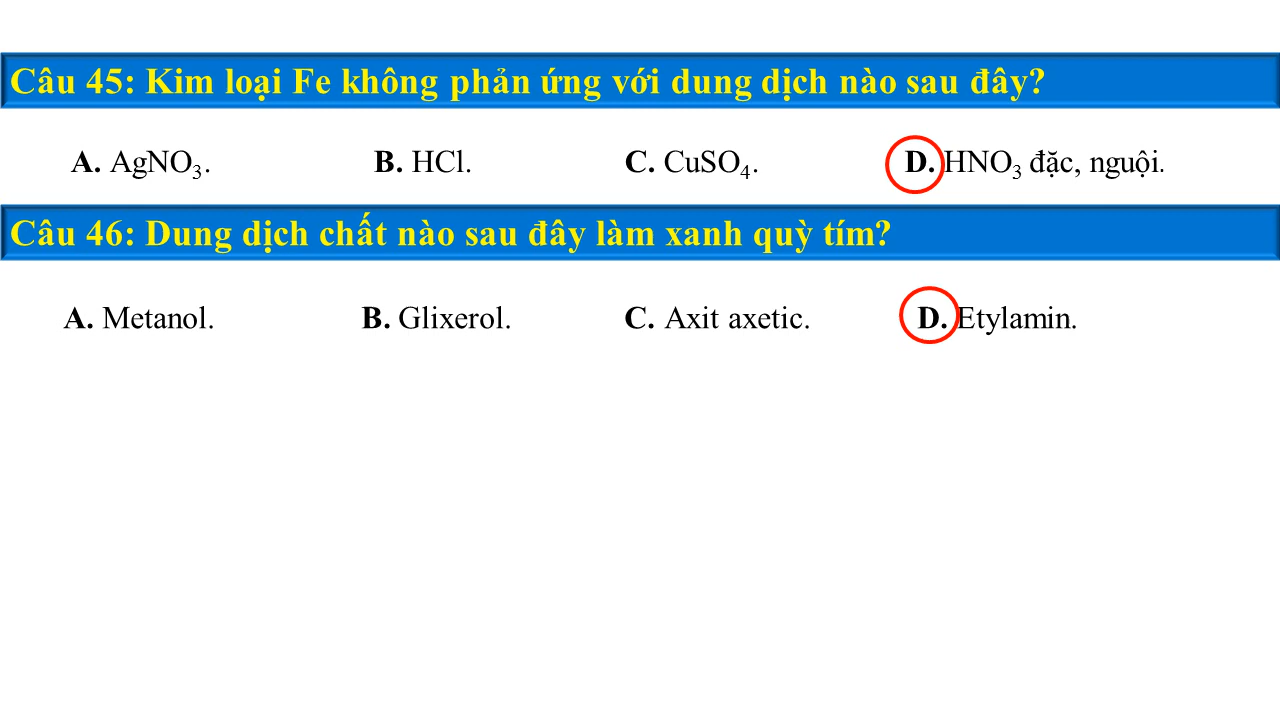 Câu 45: Kim loại Fe không phản ứng với dung dịch nào sau đây?
A. AgNO₃. B. HCl. C. CuSO₄. D. HNO₃ đặc, nguội.
Câu 46: Dung dịch chất nào sau đây làm xanh quỳ tím?
A. Metanol. B. Glixerol. C. Axit axetic. D. Etylamin.